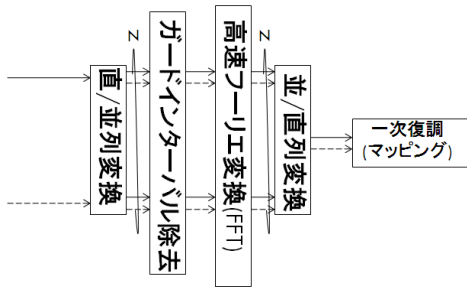 直/並列変換
N
ガードインターバル除去
高速フーリエ変換(FFT)
N
並/直列変換
一次復調
(マッピング)